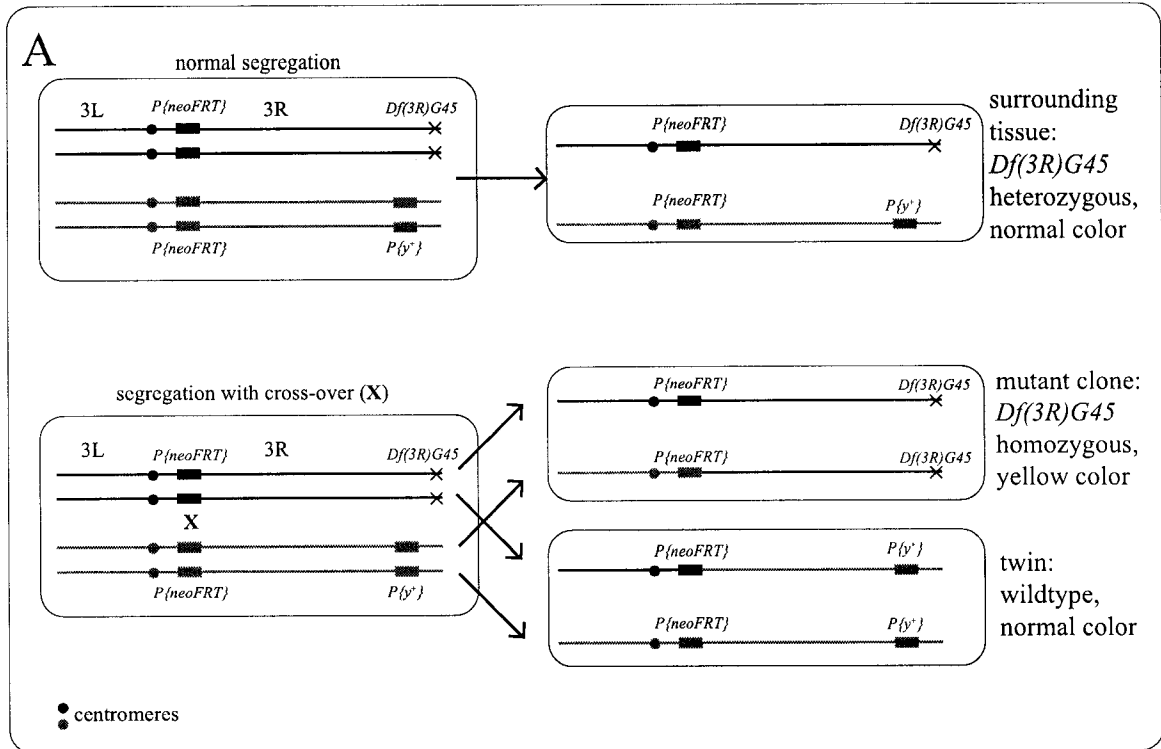 A
normal segregation
3L P{neoFRT} 3R Df(3R)G45
P{neoFRT} P{y+}
P{neoFRT} Df(3R)G45
P{neoFRT} P{y+}
surrounding
tissue:
Df(3R)G45
heterozygous,
normal color
segregation with cross-over (X)
3L P{neoFRT} 3R Df(3R)G45
X
P{neoFRT} P{y+}
P{neoFRT} Df(3R)G45
P{neoFRT} Df(3R)G45
mutant clone:
Df(3R)G45
homozygous,
yellow color
P{neoFRT} P{y+}
P{neoFRT} P{y+}
twin:
wildtype,
normal color
centromeres